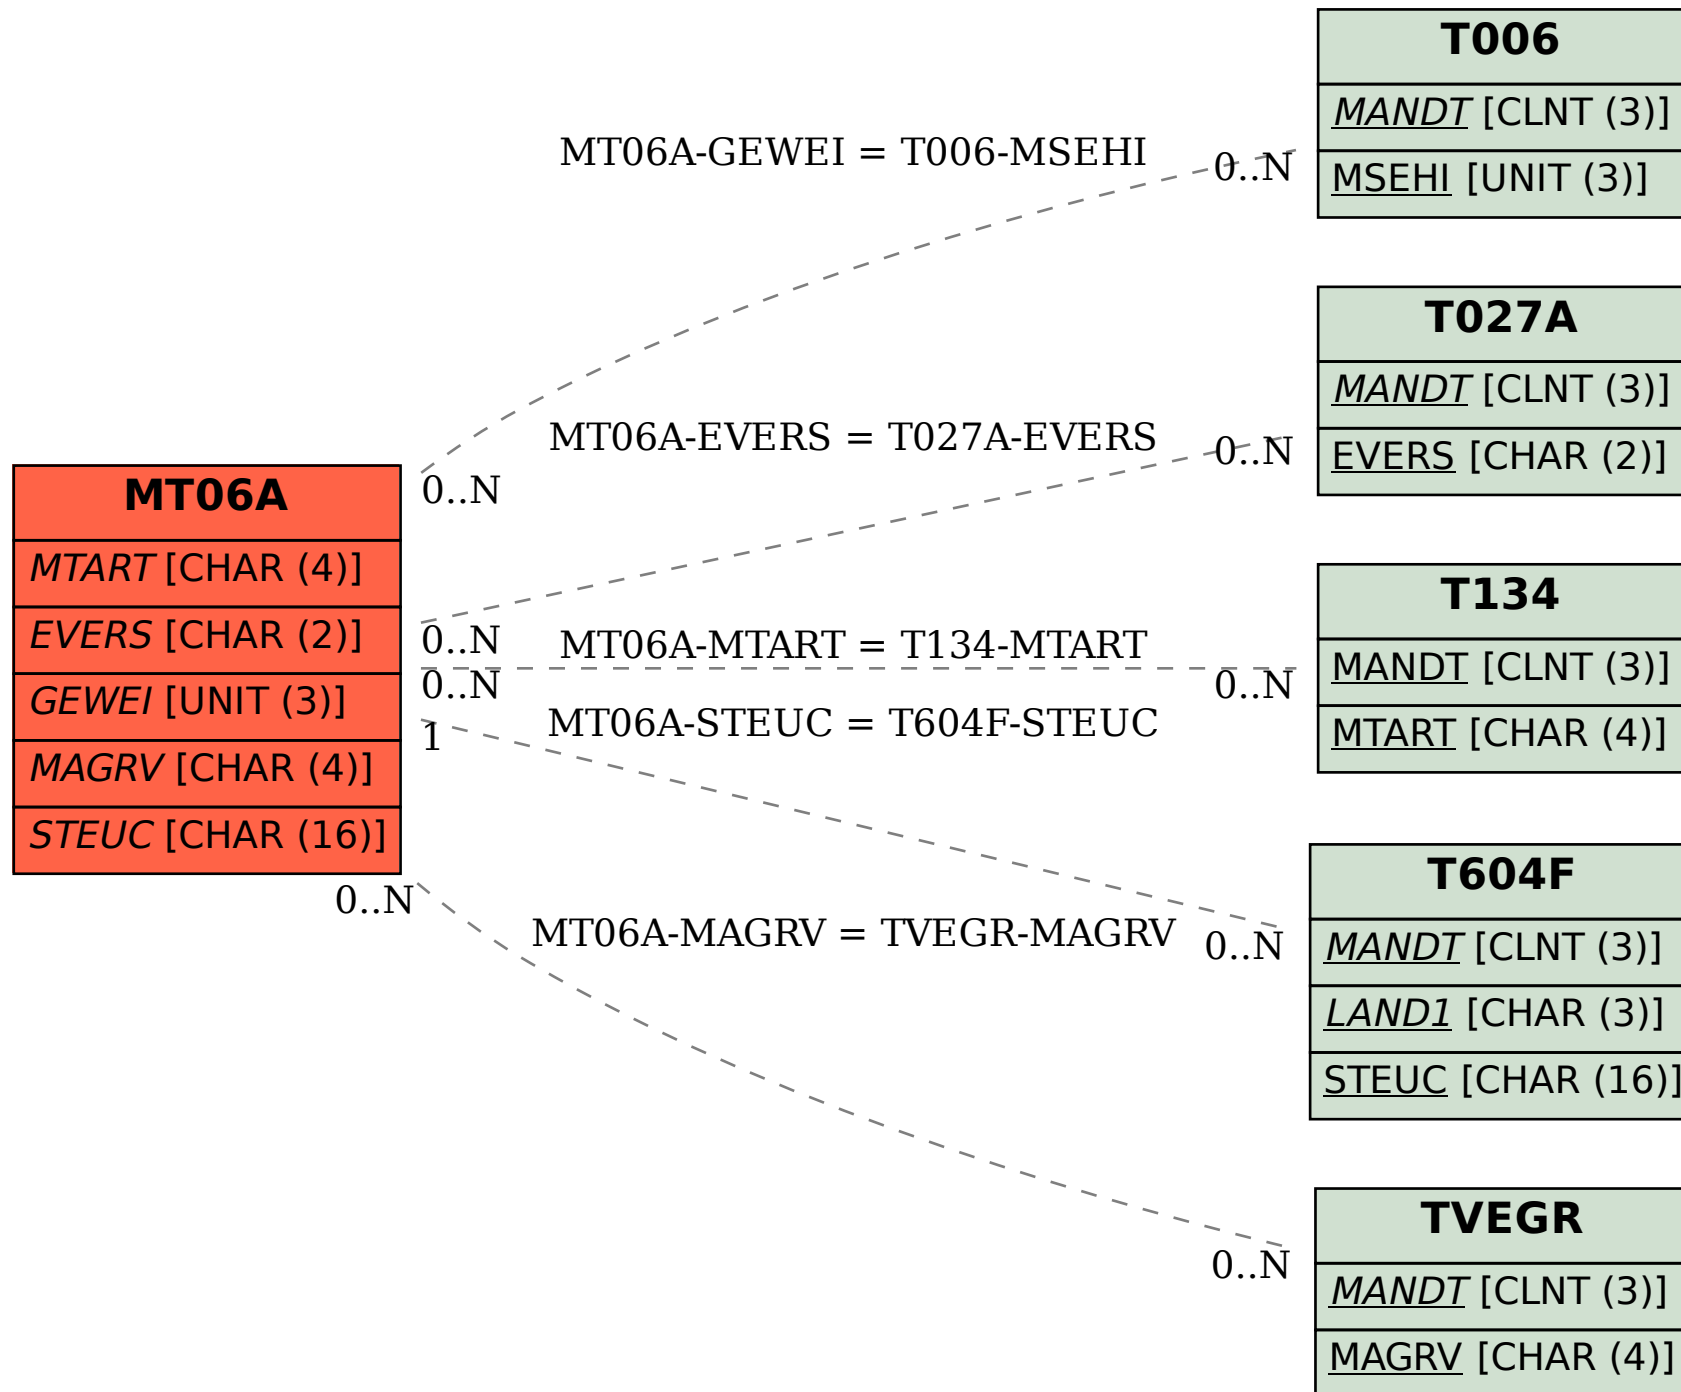 T006
MANDT [CLNT (3)]
MSEHI [UNIT (3)]
MT06A-GEWEI = T006-MSEHI
0..N
0..N
T027A
MANDT [CLNT (3)]
EVERS [CHAR (2)]
MT06A-EVERS = T027A-EVERS
0..N
0..N
MT06A
MTART [CHAR (4)]
EVERS [CHAR (2)]
GEWEI [UNIT (3)]
MAGRV [CHAR (4)]
STEUC [CHAR (16)]
T134
MANDT [CLNT (3)]
MTART [CHAR (4)]
MT06A-MTART = T134-MTART
0..N
0..N
MT06A-STEUC = T604F-STEUC
1
0..N
T604F
MANDT [CLNT (3)]
LAND1 [CHAR (3)]
STEUC [CHAR (16)]
MT06A-MAGRV = TVEGR-MAGRV
0..N
0..N
TVEGR
MANDT [CLNT (3)]
MAGRV [CHAR (4)]